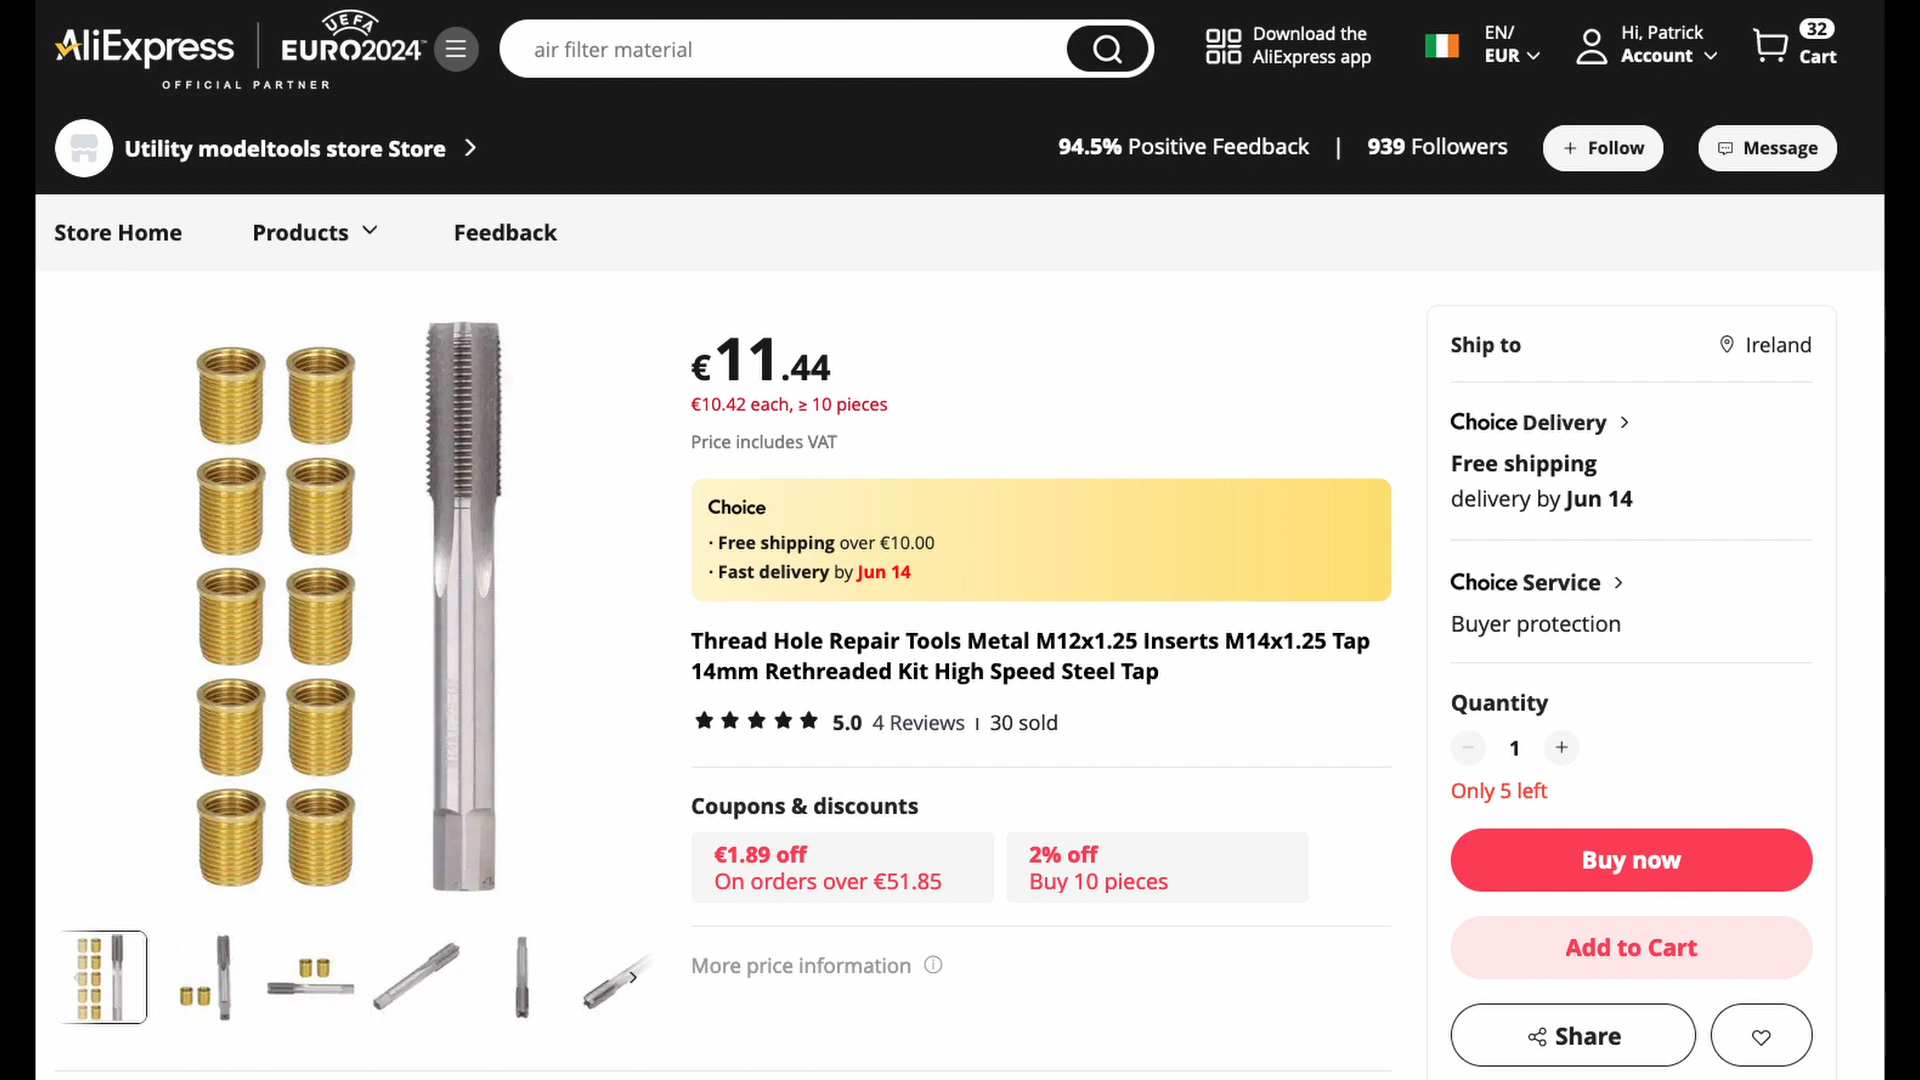 AliExpress
UEFA
EURO2024™
OFFICIAL PARTNER
air filter material
Download the
AliExpress app
EN/
EUR
Hi, Patrick
Account
32
Cart
Utility modeltools store Store
94.5% Positive Feedback | 939 Followers
+ Follow
Message
Store Home
Products
Feedback
€11.44
€10.42 each, ≥ 10 pieces
Price includes VAT
Choice
· Free shipping over €10.00
· Fast delivery by Jun 14
Thread Hole Repair Tools Metal M12x1.25 Inserts M14x1.25 Tap
14mm Rethreaded Kit High Speed Steel Tap
5.0 4 Reviews | 30 sold
Coupons & discounts
€1.89 off
On orders over €51.85
2% off
Buy 10 pieces
More price information
Ship to
Ireland
Choice Delivery
Free shipping
delivery by Jun 14
Choice Service
Buyer protection
Quantity
1
Only 5 left
Buy now
Add to Cart
Share